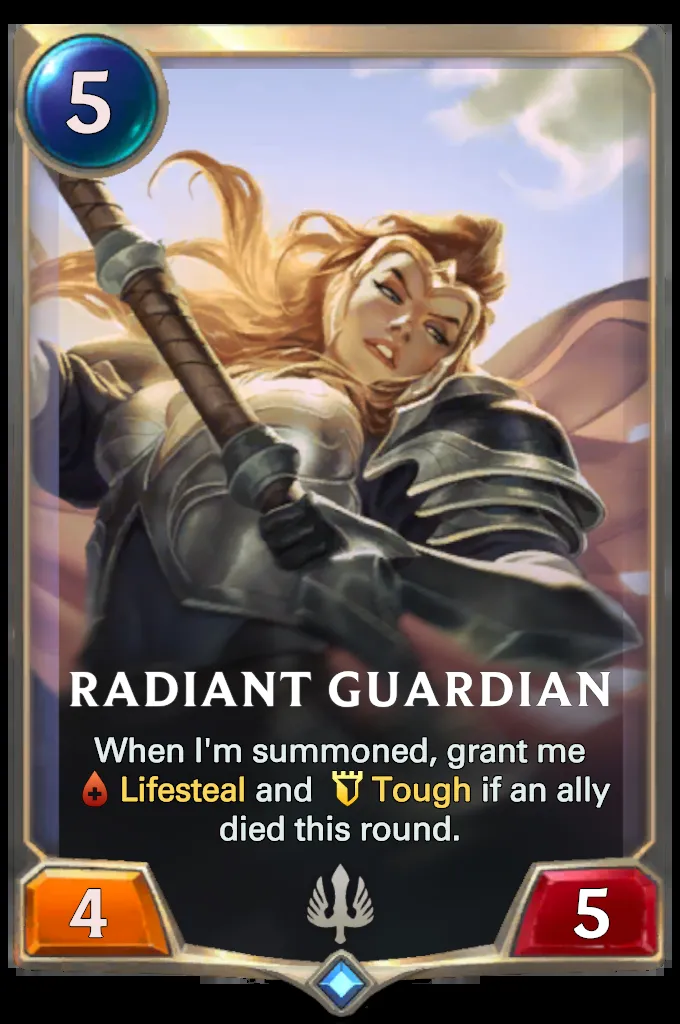 5
RADIANT GUARDIAN
When I'm summoned, grant me
Lifesteal and Tough if an ally
died this round.
4 5